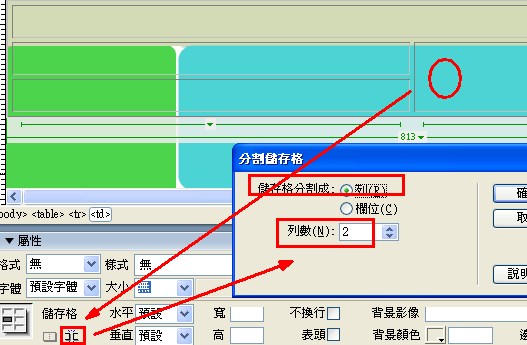 813
分割儲存格
儲存格分割成: 列(R)
欄位(C)
列數(N): 2
確
取
說明
<body> <table> <tr> <td>
屬性
格式 無 樣式 無
字體 預設字體 大小 無
儲存格 水平 預設 寬 不換行 背景影像
垂直 預設 高 表頭 背景顏色 邊